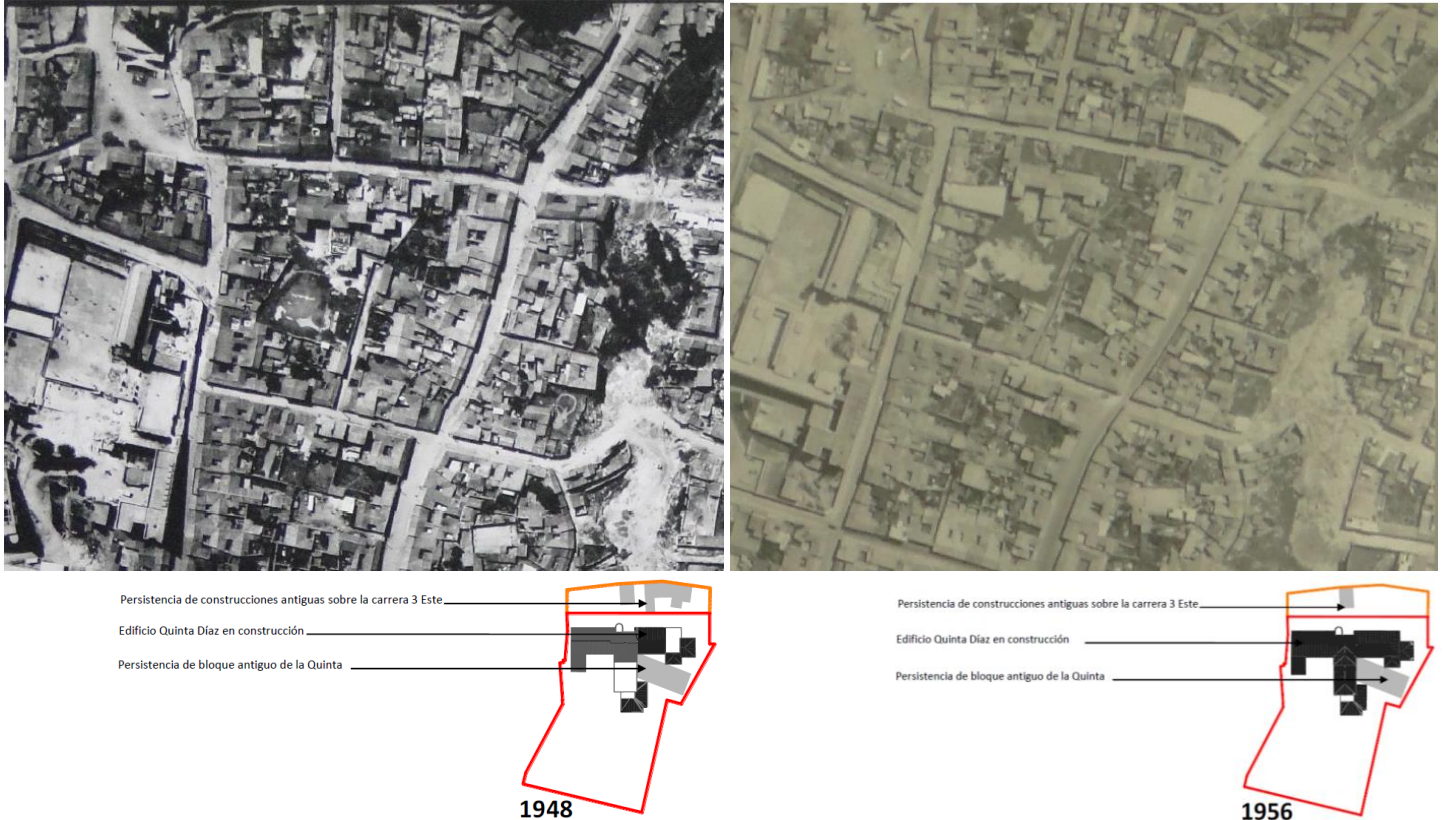 Persistencia de construcciones antiguas sobre la carrera 3 Este
Edificio Quinta Díaz en construcción
Persistencia de bloque antiguo de la Quinta
1948
Persistencia de construcciones antiguas sobre la carrera 3 Este
Edificio Quinta Díaz en construcción
Persistencia de bloque antiguo de la Quinta
1956